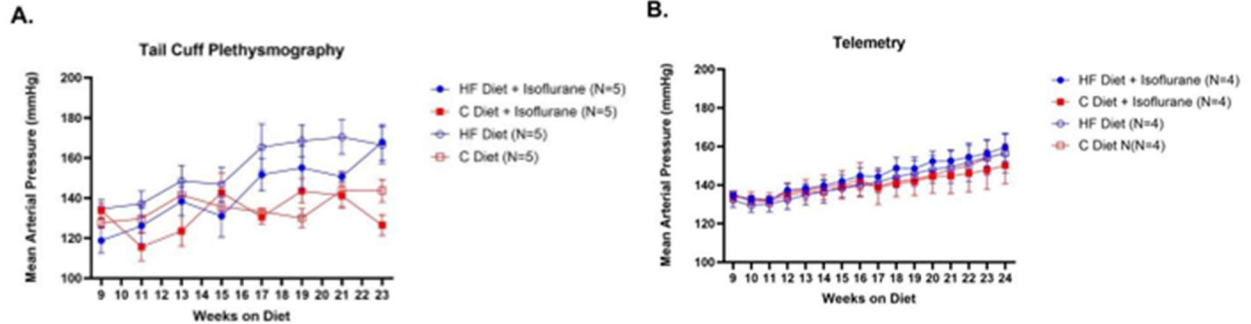 A.
Tail Cuff Plethysmography
Mean Arterial Pressure (mmHg)
200
180
160
140
120
100
9 10 11 12 13 14 15 16 17 18 19 20 21 22 23
Weeks on Diet
HF Diet + Isoflurane (N=5)
C Diet + Isoflurane (N=5)
HF Diet (N=5)
C Diet (N=5)
B.
Telemetry
Mean Arterial Pressure (mmHg)
200
180
160
140
120
100
9 10 11 12 13 14 15 16 17 18 19 20 21 22 23 24
Weeks on Diet
HF Diet + Isoflurane (N=4)
C Diet + Isoflurane (N=4)
HF Diet (N=4)
C Diet N(N=4)